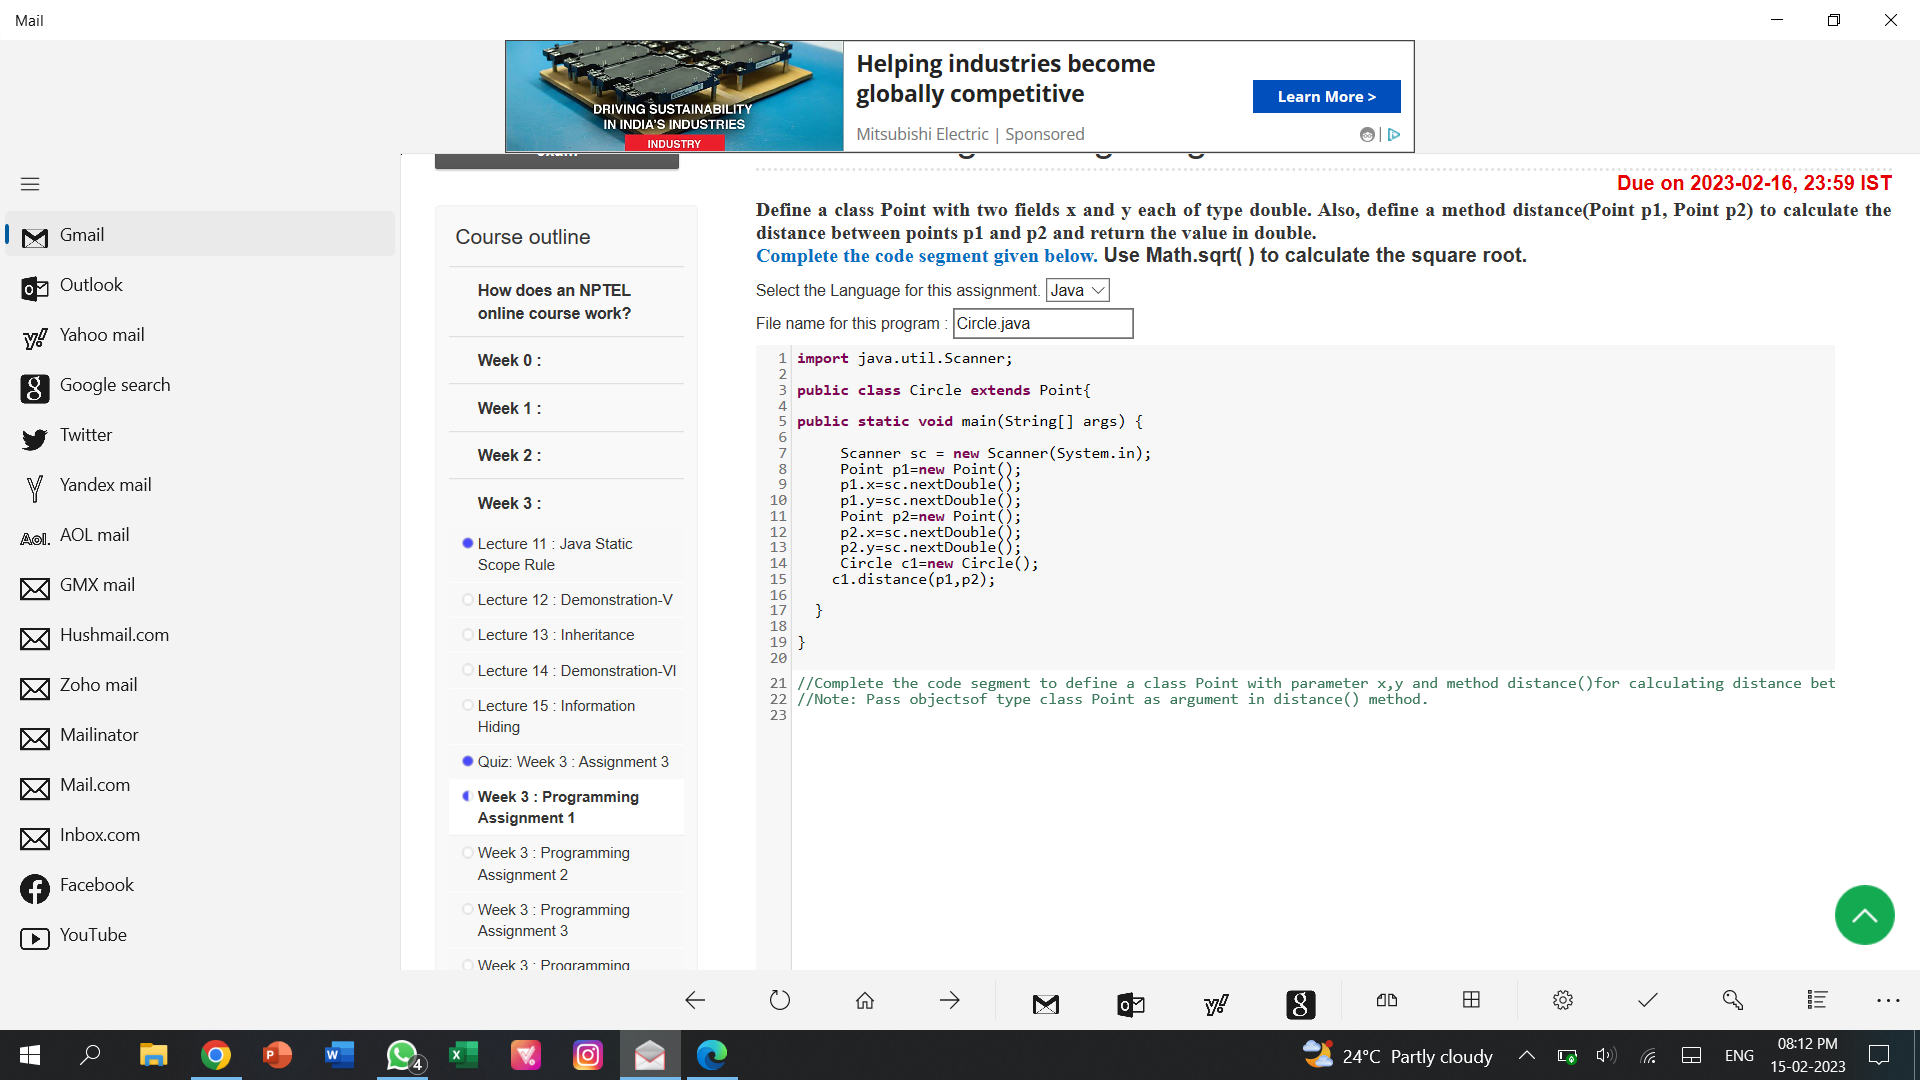 Mail
DRIVING SUSTAINABILITY
IN INDIA'S INDUSTRIES
INDUSTRY
Helping industries become
globally competitive
Mitsubishi Electric | Sponsored
Learn More >
Gmail
Outlook
Yahoo mail
Google search
Twitter
Yandex mail
Aol. AOL mail
GMX mail
Hushmail.com
Zoho mail
Mailinator
Mail.com
Inbox.com
Facebook
YouTube
Course outline
How does an NPTEL
online course work?
Week 0 :
Week 1 :
Week 2 :
Week 3 :
Lecture 11 : Java Static
Scope Rule
Lecture 12 : Demonstration-V
Lecture 13 : Inheritance
Lecture 14 : Demonstration-VI
Lecture 15 : Information
Hiding
Quiz: Week 3 : Assignment 3
Week 3 : Programming
Assignment 1
Week 3 : Programming
Assignment 2
Week 3 : Programming
Assignment 3
Week 3 : Programming
Due on 2023-02-16, 23:59 IST
Define a class Point with two fields x and y each of type double. Also, define a method distance(Point p1, Point p2) to calculate the
distance between points p1 and p2 and return the value in double.
Complete the code segment given below. Use Math.sqrt( ) to calculate the square root.
Select the Language for this assignment. Java
File name for this program : Circle.java
1 import java.util.Scanner;
2
3 public class Circle extends Point{
4
5 public static void main(String[] args) {
6
7 Scanner sc = new Scanner(System.in);
8 Point p1=new Point();
9 p1.x=sc.nextDouble();
10 p1.y=sc.nextDouble();
11 Point p2=new Point();
12 p2.x=sc.nextDouble();
13 p2.y=sc.nextDouble();
14 Circle c1=new Circle();
15 c1.distance(p1,p2);
16
17 }
18
19 }
20
21 //Complete the code segment to define a class Point with parameter x,y and method distance()for calculating distance bet
22 //Note: Pass objectsof type class Point as argument in distance() method.
23
4
24°C Partly cloudy
ENG
08:12 PM
15-02-2023